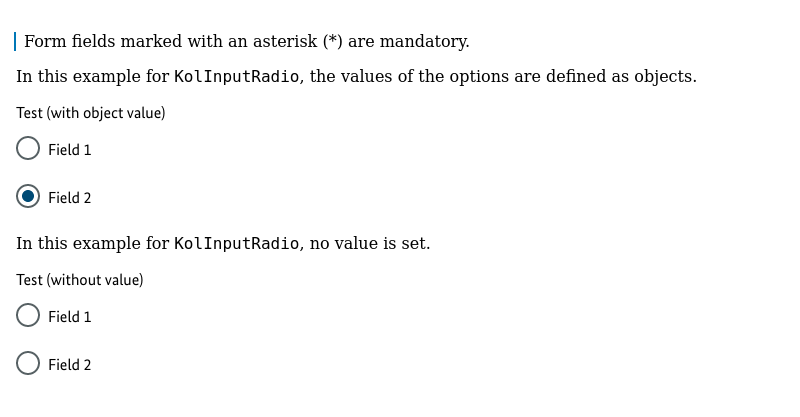 Form fields marked with an asterisk (*) are mandatory.
In this example for KolInputRadio, the values of the options are defined as objects.
Test (with object value)
Field 1
Field 2
In this example for KolInputRadio, no value is set.
Test (without value)
Field 1
Field 2